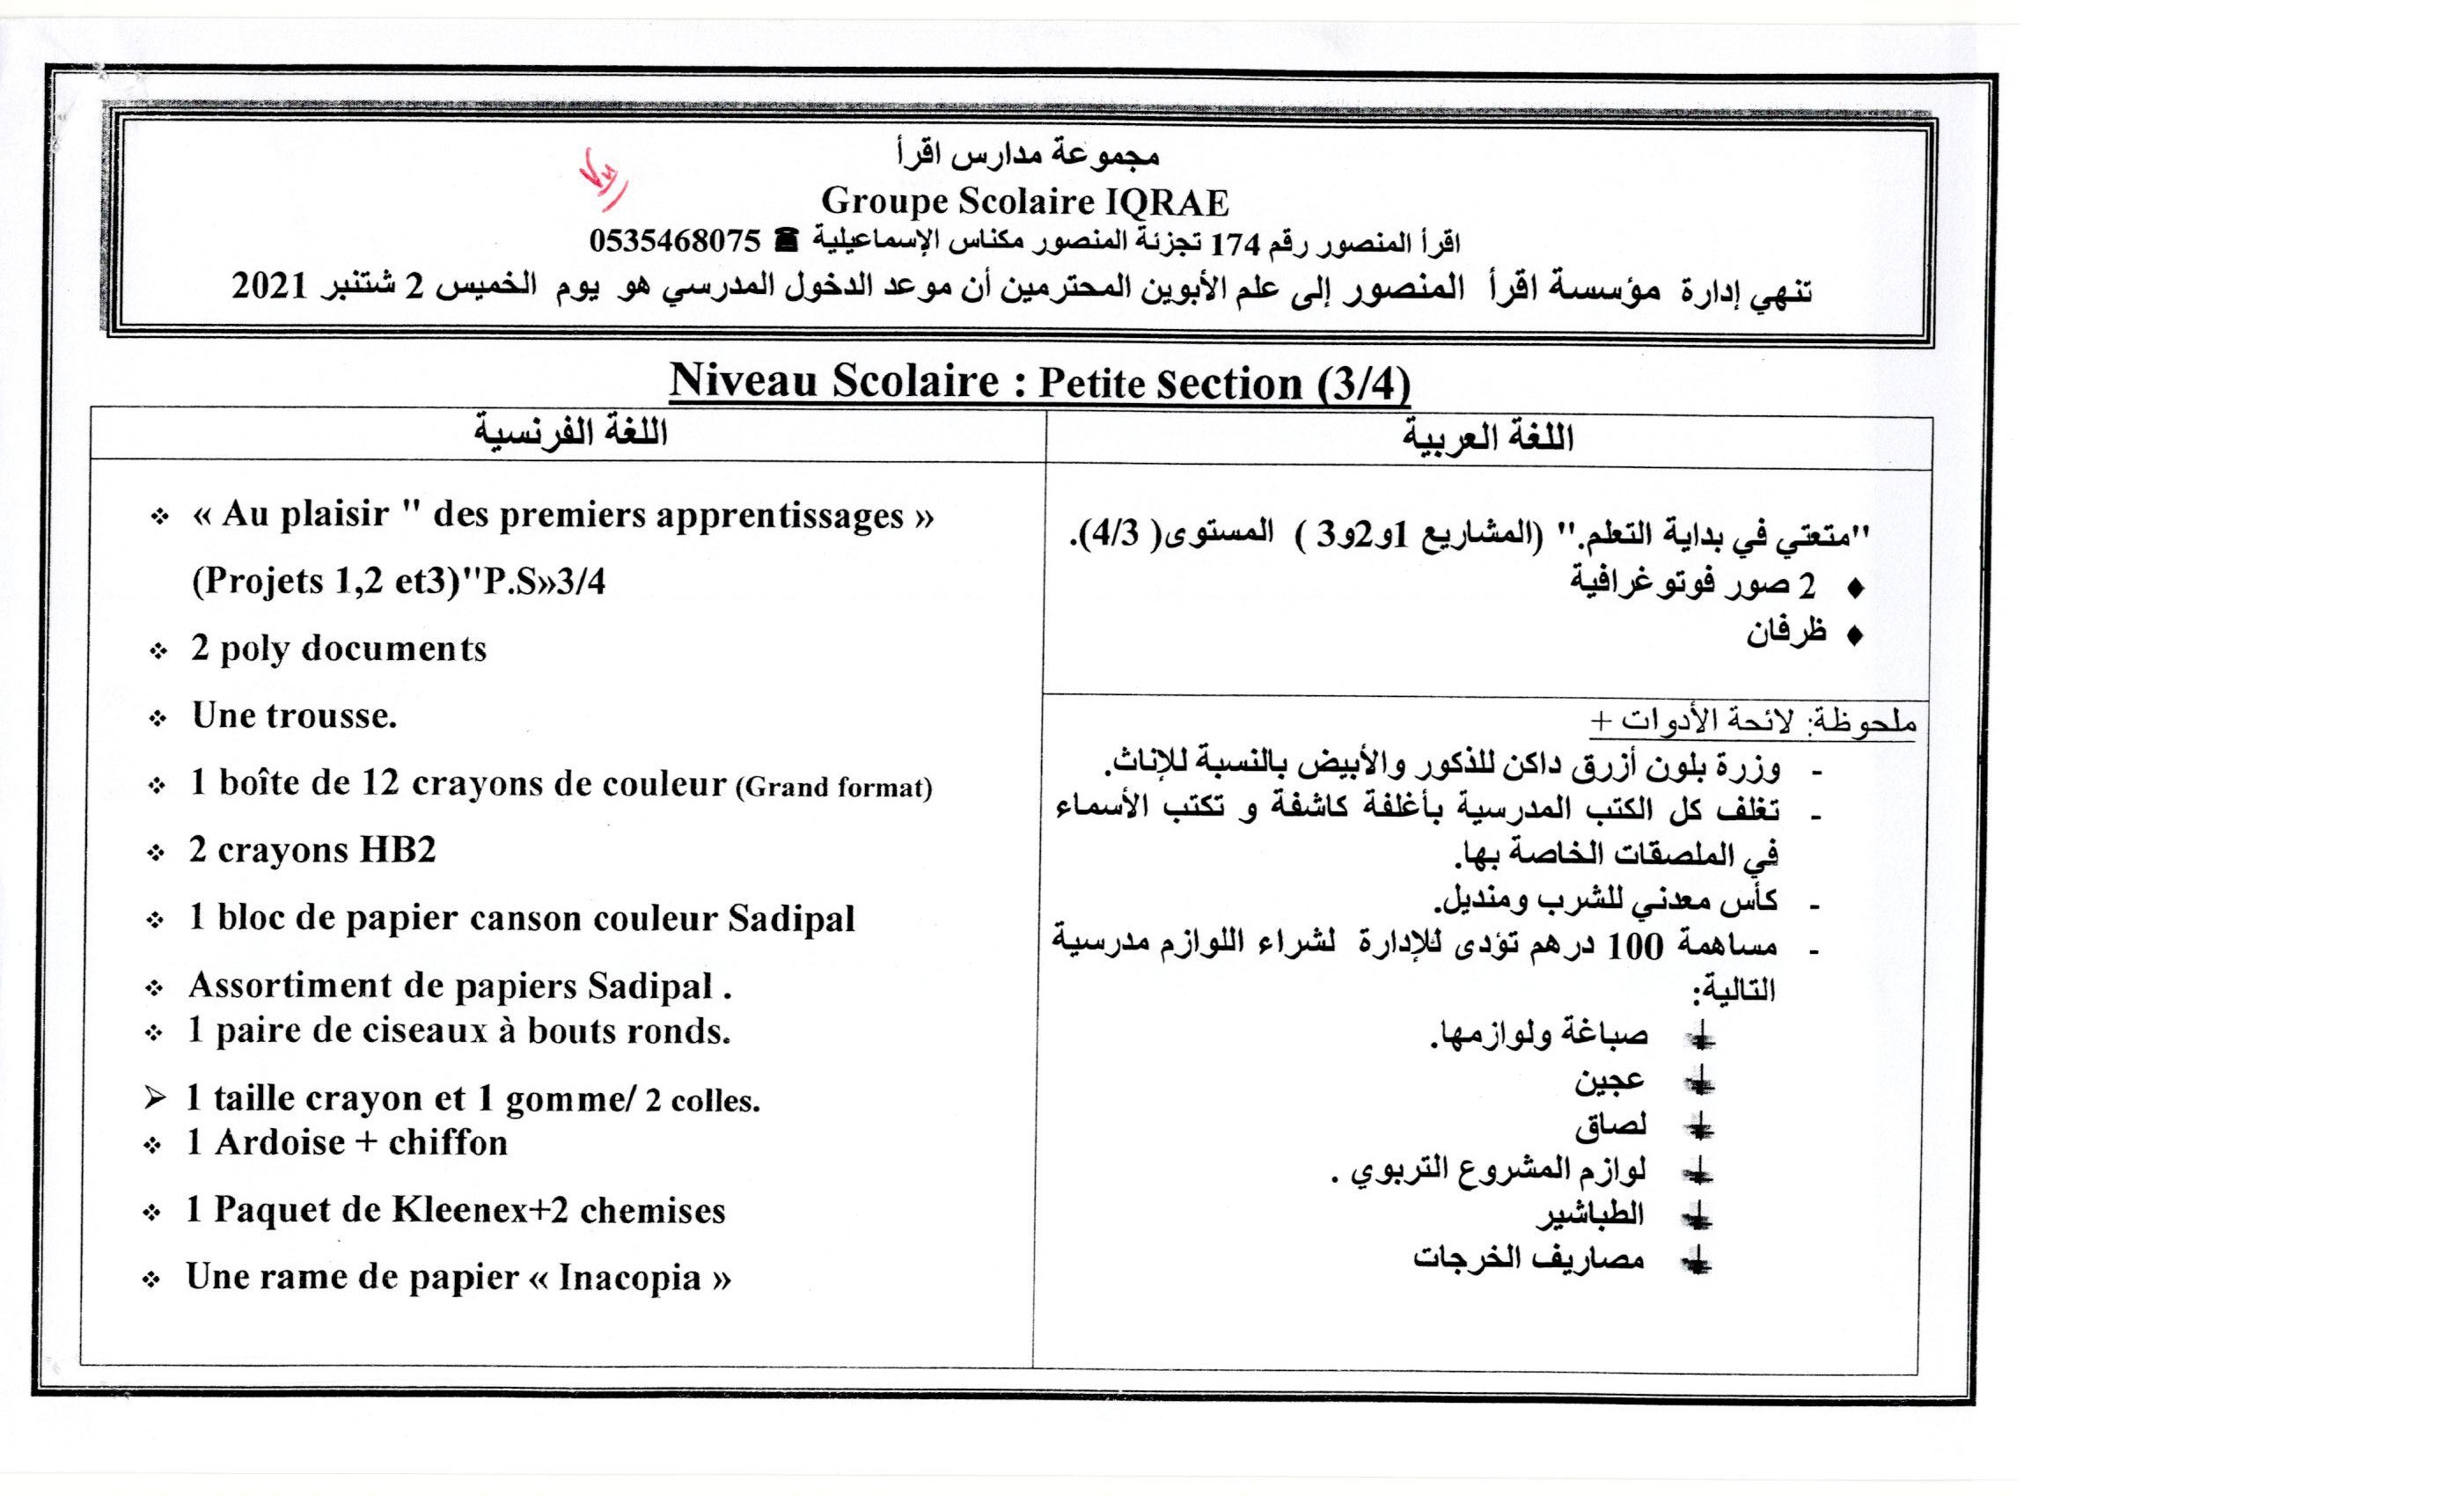 مجموعة مدارس اقرأ
Groupe Scolaire IQRAE
اقرأ المنصور رقم 174 تجزئة المنصور مكناس الإسماعيلية ☎ 0535468075
تنهي إدارة مؤسسة اقرأ المنصور إلى علم الأبوين المحترمين أن موعد الدخول المدرسي هو يوم الخميس 2 شتنبر 2021
Niveau Scolaire : Petite Section (3/4)
اللغة العربية
"متعتي في بداية التعلم." (المشاريع 1و2و3 ) المستوى( 4/3).
♦ 2 صور فوتوغرافية
♦ ظرفان
ملحوظة: لائحة الأدوات +
- وزرة بلون أزرق داكن للذكور والأبيض بالنسبة للإناث.
- تغلف كل الكتب المدرسية بأغلفة كاشفة و تكتب الأسماء
في الملصقات الخاصة بها.
- كأس معدني للشرب ومنديل.
- مساهمة 100 درهم تؤدى للإدارة لشراء اللوازم مدرسية
التالية:
صباغة ولوازمها.
عجين
لصاق
لوازم المشروع التربوي .
الطباشير
مصاريف الخرجات
اللغة الفرنسية
❖ « Au plaisir " des premiers apprentissages »
(Projets 1,2 et3)"P.S»3/4
❖ 2 poly documents
❖ Une trousse.
❖ 1 boîte de 12 crayons de couleur (Grand format)
❖ 2 crayons HB2
❖ 1 bloc de papier canson couleur Sadipal
❖ Assortiment de papiers Sadipal .
❖ 1 paire de ciseaux à bouts ronds.
➢ 1 taille crayon et 1 gomme/ 2 colles.
❖ 1 Ardoise + chiffon
❖ 1 Paquet de Kleenex+2 chemises
❖ Une rame de papier « Inacopia »